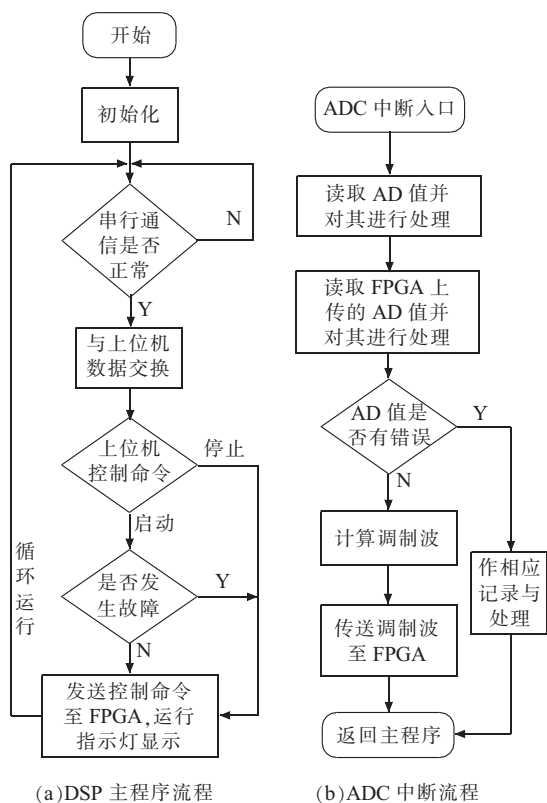 开始
初始化
串行通
信是否
正常
N
Y
与上位机
数据交换
上位机
控制命令
停止
启动
循
环
运
行
是否发
生故障
Y
N
发送控制命令
至 FPGA,运行
指示灯显示
(a)DSP 主程序流程
ADC 中断入口
读取 AD 值并
对其进行处理
读取 FPGA 上
传的 AD 值并
对其进行处理
AD 值是
否有错误
Y
N
计算调制波
作相应
记录与
处理
传送调制波
至 FPGA
返回主程序
(b)ADC 中断流程